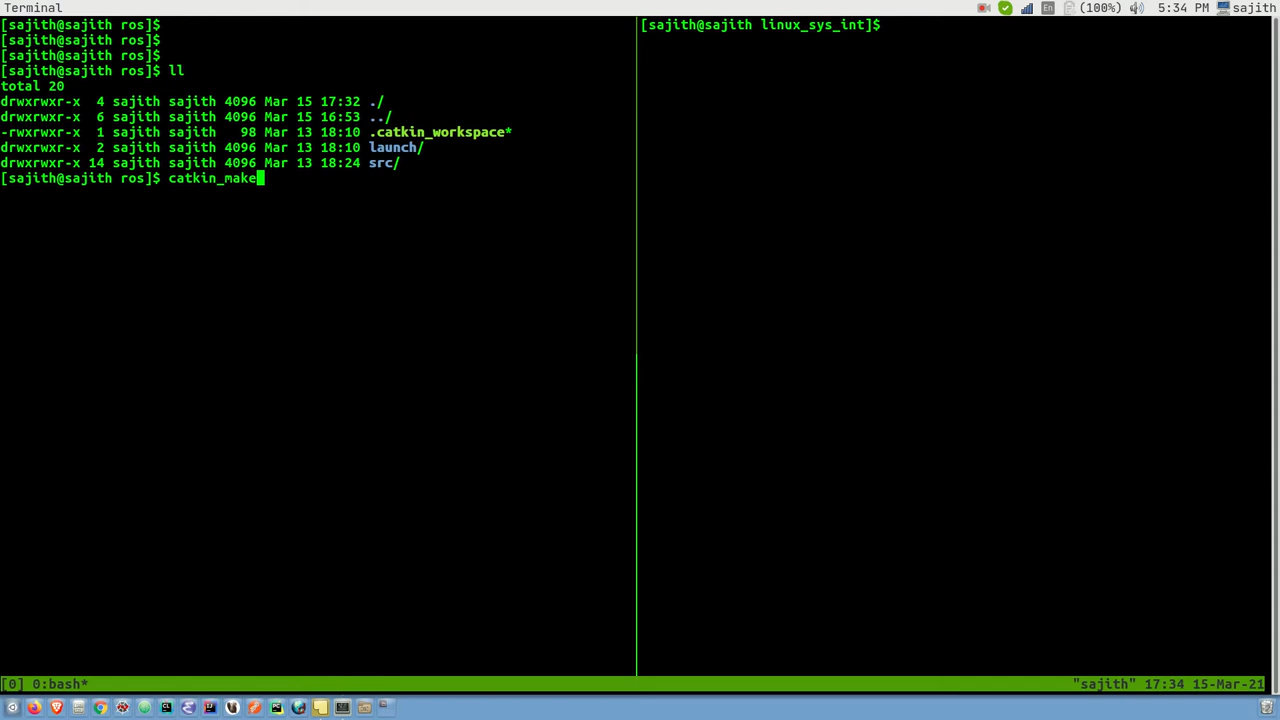 Terminal
En (100%) 5:34 PM sajith
[sajith@sajith ros]$
[sajith@sajith ros]$
[sajith@sajith ros]$
[sajith@sajith ros]$ ll
total 20
drwxrwxr-x  4 sajith sajith 4096 Mar 15 17:32 ./
drwxrwxr-x  6 sajith sajith 4096 Mar 15 16:53 ../
-rwxrwxr-x  1 sajith sajith   98 Mar 13 18:10 .catkin_workspace*
drwxrwxr-x  2 sajith sajith 4096 Mar 13 18:10 launch/
drwxrwxr-x 14 sajith sajith 4096 Mar 13 18:24 src/
[sajith@sajith ros]$ catkin_make
[sajith@sajith linux_sys_int]$
[0] 0:bash*
"sajith" 17:34 15-Mar-21